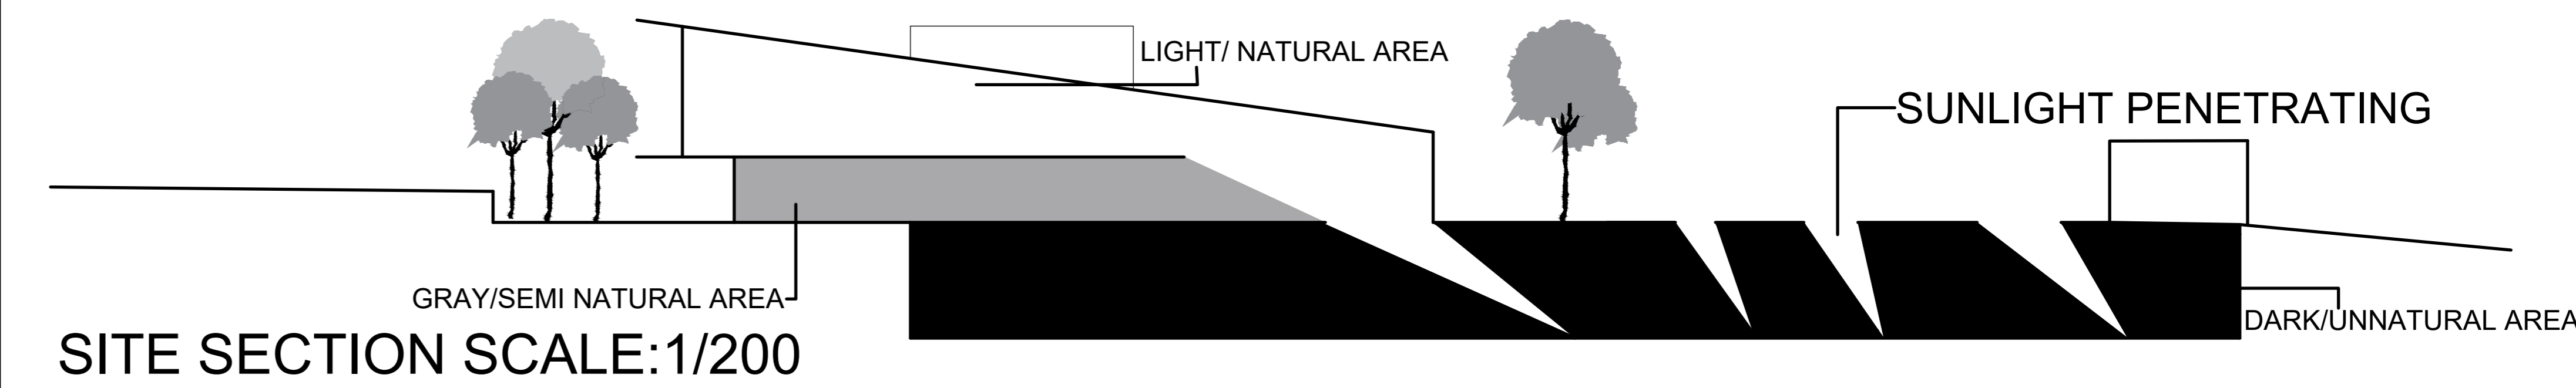 LIGHT/ NATURAL AREA
SUNLIGHT PENETRATING
GRAY/SEMI NATURAL AREA
DARK/UNNATURAL AREA
SITE SECTION SCALE:1/200